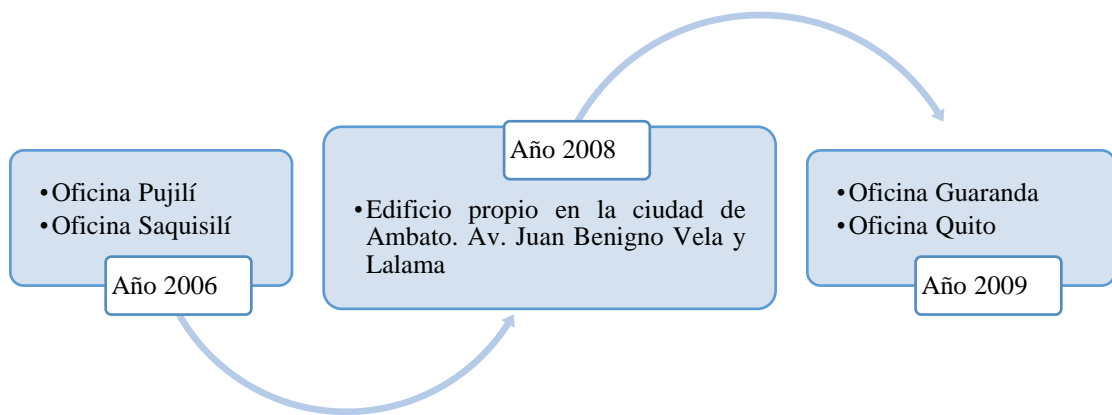 •Oficina Pujilí
•Oficina Saquisilí
Año 2006
Año 2008
•Edificio propio en la ciudad de
Ambato. Av. Juan Benigno Vela y
Lalama
•Oficina Guaranda
•Oficina Quito
Año 2009